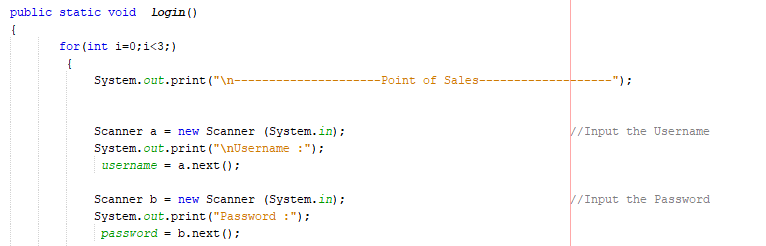 public static void login()
{
for(int i=0;i<3;)
{
System.out.print("\n---------------------Point of Sales-------------------");
Scanner a = new Scanner (System.in); //Input the Username
System.out.print("\nUsername :");
username = a.next();
Scanner b = new Scanner (System.in); //Input the Password
System.out.print("Password :");
password = b.next();